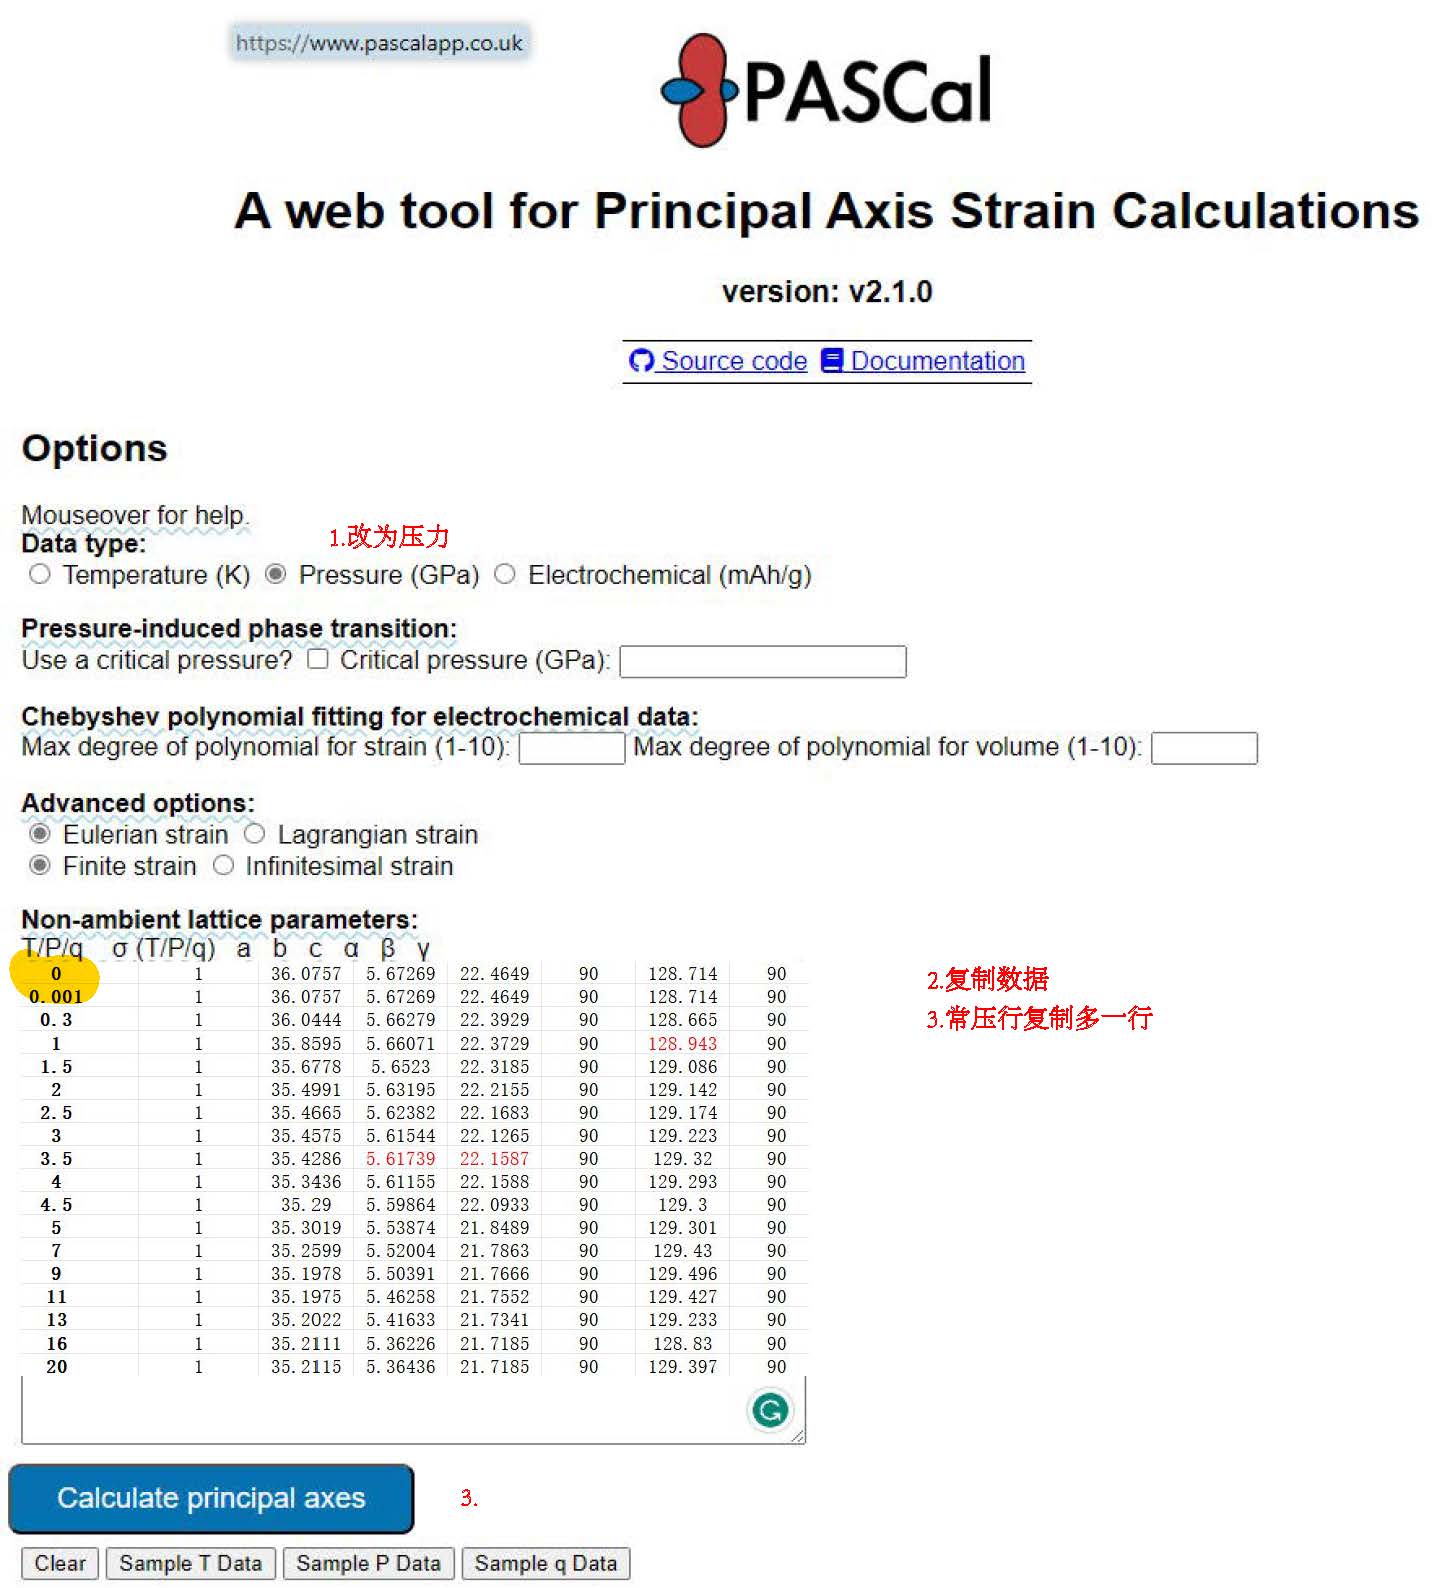 https://www.pascalapp.co.uk
PASCal
A web tool for Principal Axis Strain Calculations
version: v2.1.0
Source code Documentation
Options
Mouseover for help.
1.改为压力
Data type:
Temperature (K) Pressure (GPa) Electrochemical (mAh/g)
Pressure-induced phase transition:
Use a critical pressure? Critical pressure (GPa):
Chebyshev polynomial fitting for electrochemical data:
Max degree of polynomial for strain (1-10): Max degree of polynomial for volume (1-10):
Advanced options:
Eulerian strain Lagrangian strain
Finite strain Infinitesimal strain
Non-ambient lattice parameters:
T/P/q σ (T/P/q) a b c α β γ
0 1 36.0757 5.67269 22.4649 90 128.714 90
2.复制数据
0.001 1 36.0757 5.67269 22.4649 90 128.714 90
0.3 1 36.0444 5.66279 22.3929 90 128.665 90
3.常压行复制多一行
1 1 35.8595 5.66071 22.3729 90 128.943 90
1.5 1 35.6778 5.6523 22.3185 90 129.086 90
2 1 35.4991 5.63195 22.2155 90 129.142 90
2.5 1 35.4665 5.62382 22.1683 90 129.174 90
3 1 35.4575 5.61544 22.1265 90 129.223 90
3.5 1 35.4286 5.61739 22.1587 90 129.32 90
4 1 35.3436 5.61155 22.1588 90 129.293 90
4.5 1 35.29 5.59864 22.0933 90 129.3 90
5 1 35.3019 5.53874 21.8489 90 129.301 90
7 1 35.2599 5.52004 21.7863 90 129.43 90
9 1 35.1978 5.50391 21.7666 90 129.496 90
11 1 35.1975 5.46258 21.7552 90 129.427 90
13 1 35.2022 5.41633 21.7341 90 129.233 90
16 1 35.2111 5.36226 21.7185 90 128.83 90
20 1 35.2115 5.36436 21.7185 90 129.397 90
Calculate principal axes
3.
Clear Sample T Data Sample P Data Sample q Data